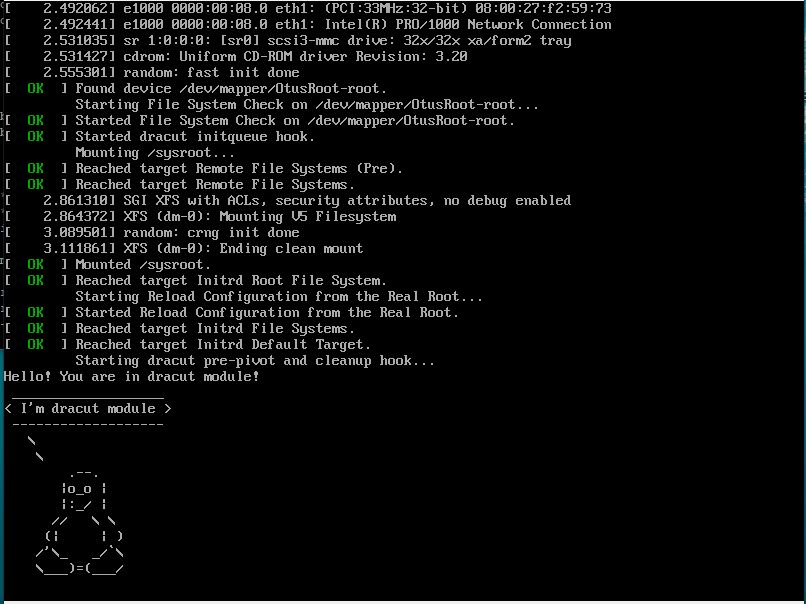 [    2.492062] e1000 0000:00:08.0 eth1: (PCI:33MHz:32-bit) 08:00:27:f2:59:73
[    2.492441] e1000 0000:00:08.0 eth1: Intel(R) PRO/1000 Network Connection
[    2.531035] sr 1:0:0:0: [sr0] scsi3-mmc drive: 32x/32x xa/form2 tray
[    2.531427] cdrom: Uniform CD-ROM driver Revision: 3.20
[    2.555301] random: fast init done
[  OK  ] Found device /dev/mapper/OtusRoot-root.
         Starting File System Check on /dev/mapper/OtusRoot-root...
[  OK  ] Started File System Check on /dev/mapper/OtusRoot-root.
[  OK  ] Started dracut initqueue hook.
         Mounting /sysroot...
[  OK  ] Reached target Remote File Systems (Pre).
[  OK  ] Reached target Remote File Systems.
[    2.861310] SGI XFS with ACLs, security attributes, no debug enabled
[    2.864372] XFS (dm-0): Mounting V5 Filesystem
[    3.089501] random: crng init done
[    3.111861] XFS (dm-0): Ending clean mount
[  OK  ] Mounted /sysroot.
[  OK  ] Reached target Initrd Root File System.
         Starting Reload Configuration from the Real Root...
[  OK  ] Started Reload Configuration from the Real Root.
[  OK  ] Reached target Initrd File Systems.
[  OK  ] Reached target Initrd Default Target.
         Starting dracut pre-pivot and cleanup hook...
Hello! You are in dracut module!
 ___________________
< I'm dracut module >
 -------------------
   \
    \
        .--.
       |o_o |
       |:_/ |
      //   \ \
     (|     | )
    /'\_   _/`\
    \___)=(___/